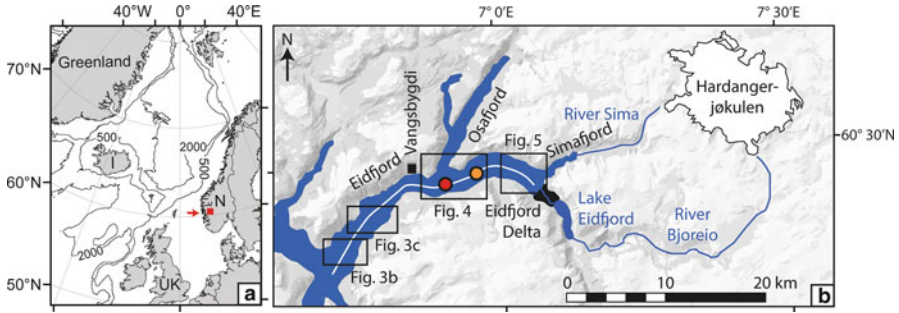 40°W 0° 40°E
70°N
60°N
50°N
Greenland
500
I
2000
500
N
2000
UK
a
7°0'E 7°30'E
60°30'N
N
Vangsbygdi
Eidfjord
Osafjord
Fig. 5
Simafjord
River Sima
Hardanger-
jøkulen
Fig. 4
Eidfjord
Delta
Lake
Eidfjord
River
Bjoreio
Fig. 3c
Fig. 3b
0 10 20 km
b